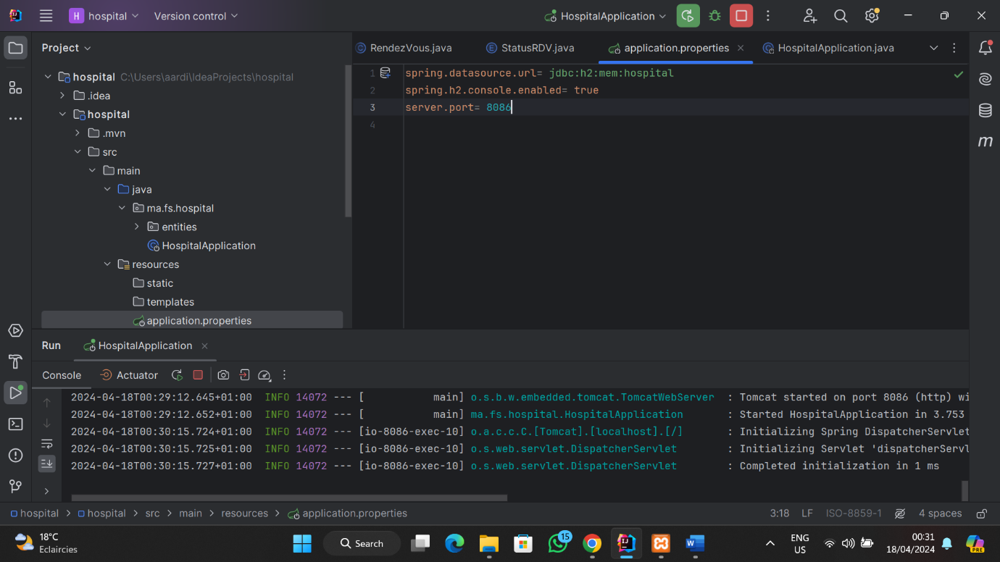 H hospital Version control HospitalApplication
Project
RendezVous.java StatusRDV.java application.properties HospitalApplication.java
hospital C:\Users\aardi\IdeaProjects\hospital
.idea
hospital
.mvn
src
main
java
ma.fs.hospital
entities
HospitalApplication
resources
static
templates
application.properties
1 spring.datasource.url= jdbc:h2:mem:hospital
2 spring.h2.console.enabled= true
3 server.port= 8086
4
Run HospitalApplication
Console Actuator
2024-04-18T00:29:12.645+01:00 INFO 14072 --- [ main] o.s.b.w.embedded.tomcat.TomcatWebServer : Tomcat started on port 8086 (http) wi
2024-04-18T00:29:12.652+01:00 INFO 14072 --- [ main] ma.fs.hospital.HospitalApplication : Started HospitalApplication in 3.753
2024-04-18T00:30:15.724+01:00 INFO 14072 --- [io-8086-exec-10] o.a.c.c.C.[Tomcat].[localhost].[/] : Initializing Spring DispatcherServlet
2024-04-18T00:30:15.725+01:00 INFO 14072 --- [io-8086-exec-10] o.s.web.servlet.DispatcherServlet : Initializing Servlet 'dispatcherServl
2024-04-18T00:30:15.727+01:00 INFO 14072 --- [io-8086-exec-10] o.s.web.servlet.DispatcherServlet : Completed initialization in 1 ms
hospital > hospital > src > main > resources > application.properties 3:18 LF ISO-8859-1 4 spaces
18°C
Eclaircies
Search
15
ENG
US
00:31
18/04/2024
PRE